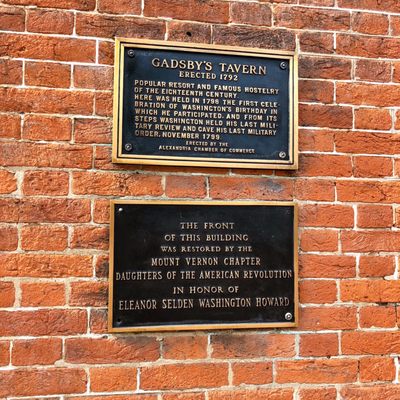 GADSBY'S TAVERN
ERECTED 1792
POPULAR RESORT AND FAMOUS HOSTELRY
OF THE EIGHTEENTH CENTURY.
HERE WAS HELD IN 1798 THE FIRST CELE-
BRATION OF WASHINGTON'S BIRTHDAY IN
WHICH HE PARTICIPATED, AND FROM ITS
STEPS WASHINGTON HELD HIS LAST MILI-
TARY REVIEW AND GAVE HIS LAST MILITARY
ORDER, NOVEMBER 1799.
ERECTED BY THE
ALEXANDRIA CHAMBER OF COMMERCE
THE FRONT
OF THIS BUILDING
WAS RESTORED BY THE
MOUNT VERNON CHAPTER
DAUGHTERS OF THE AMERICAN REVOLUTION
IN HONOR OF
ELEANOR SELDEN WASHINGTON HOWARD